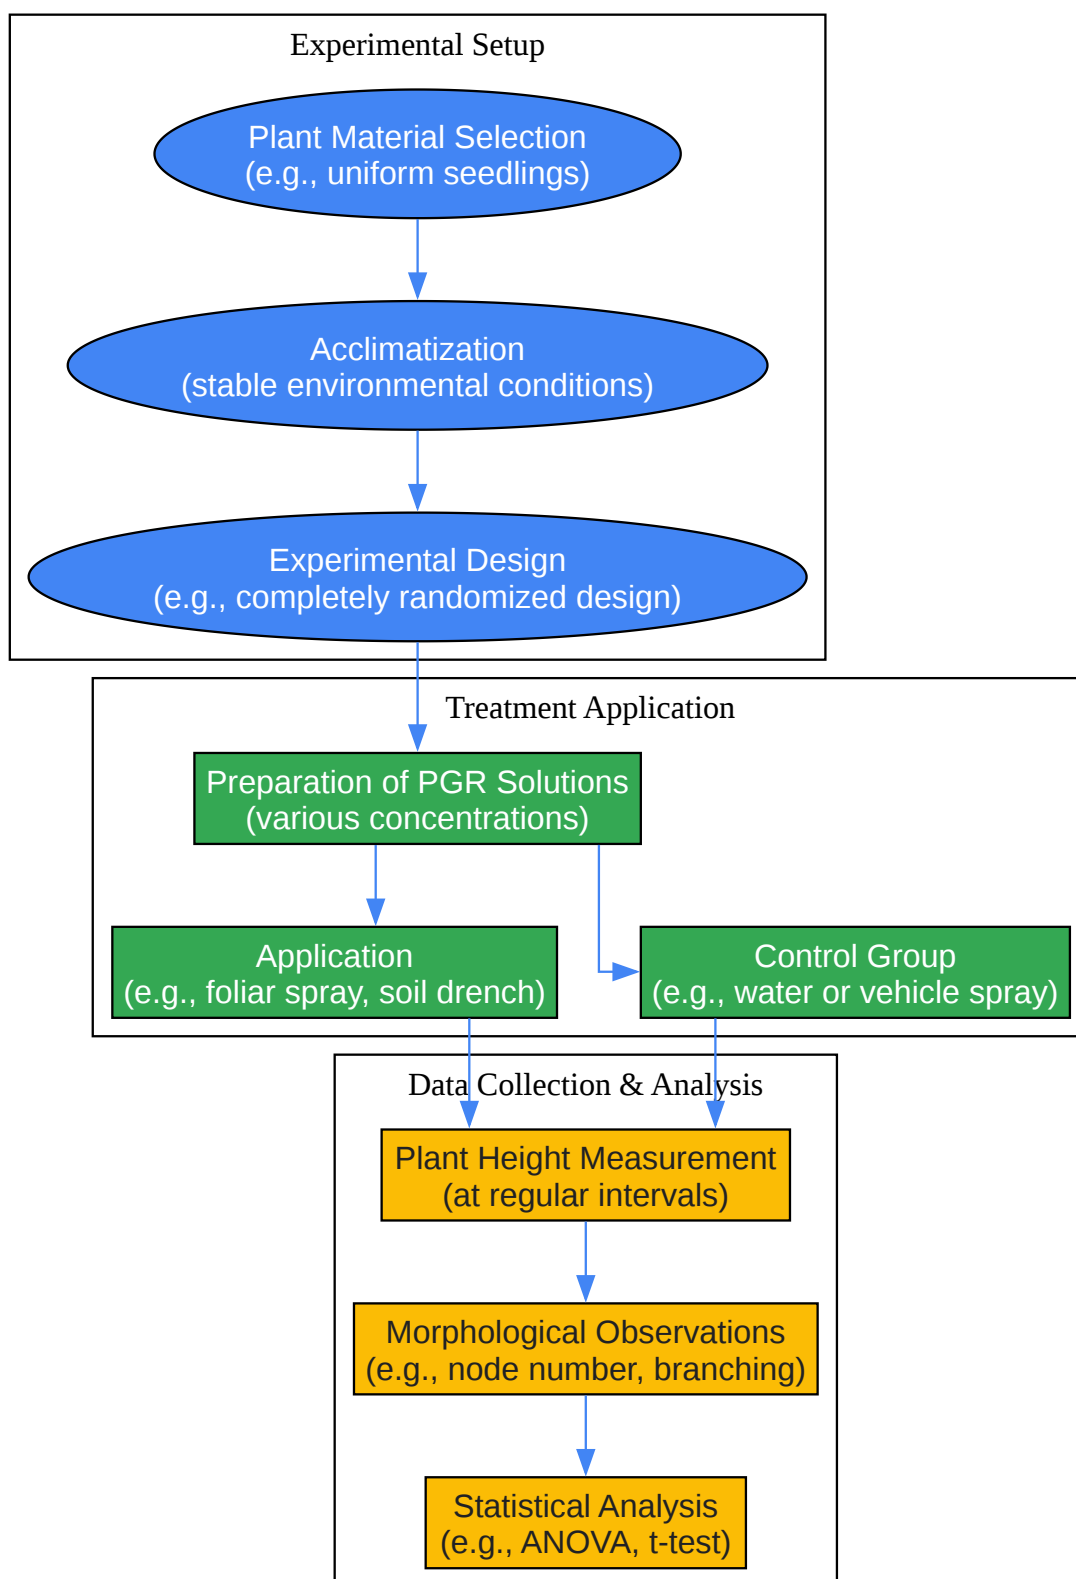 Experimental Setup
Plant Material Selection
(e.g., uniform seedlings)
Acclimatization
(stable environmental conditions)
Experimental Design
(e.g., completely randomized design)
Treatment Application
Preparation of PGR Solutions
(various concentrations)
Application
(e.g., foliar spray, soil drench)
Control Group
(e.g., water or vehicle spray)
Data Collection & Analysis
Plant Height Measurement
(at regular intervals)
Morphological Observations
(e.g., node number, branching)
Statistical Analysis
(e.g., ANOVA, t-test)